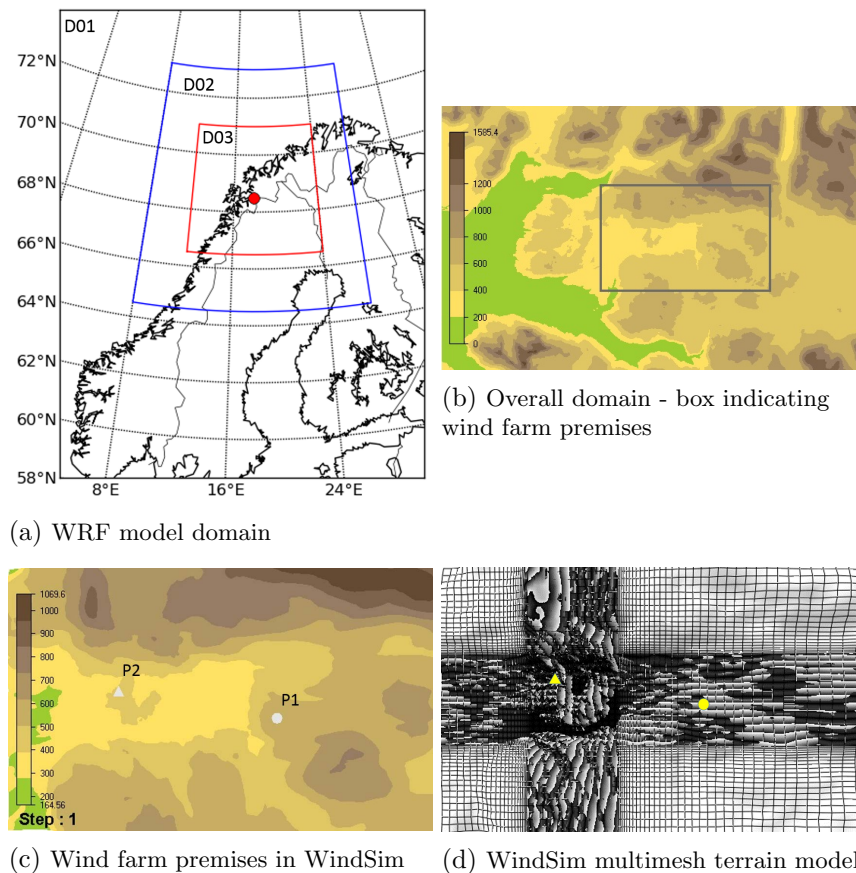 D01
72°N
D02
70°N
D03
68°N
66°N
64°N
62°N
60°N
58°N
8°E
16°E
24°E
(a) WRF model domain
1585.4
1200
1000
800
600
400
200
0
(b) Overall domain - box indicating
wind farm premises
1069.6
1000
900
800
700
600
500
400
300
200
164.56
P2
P1
Step : 1
(c) Wind farm premises in WindSim
(d) WindSim multimesh terrain model